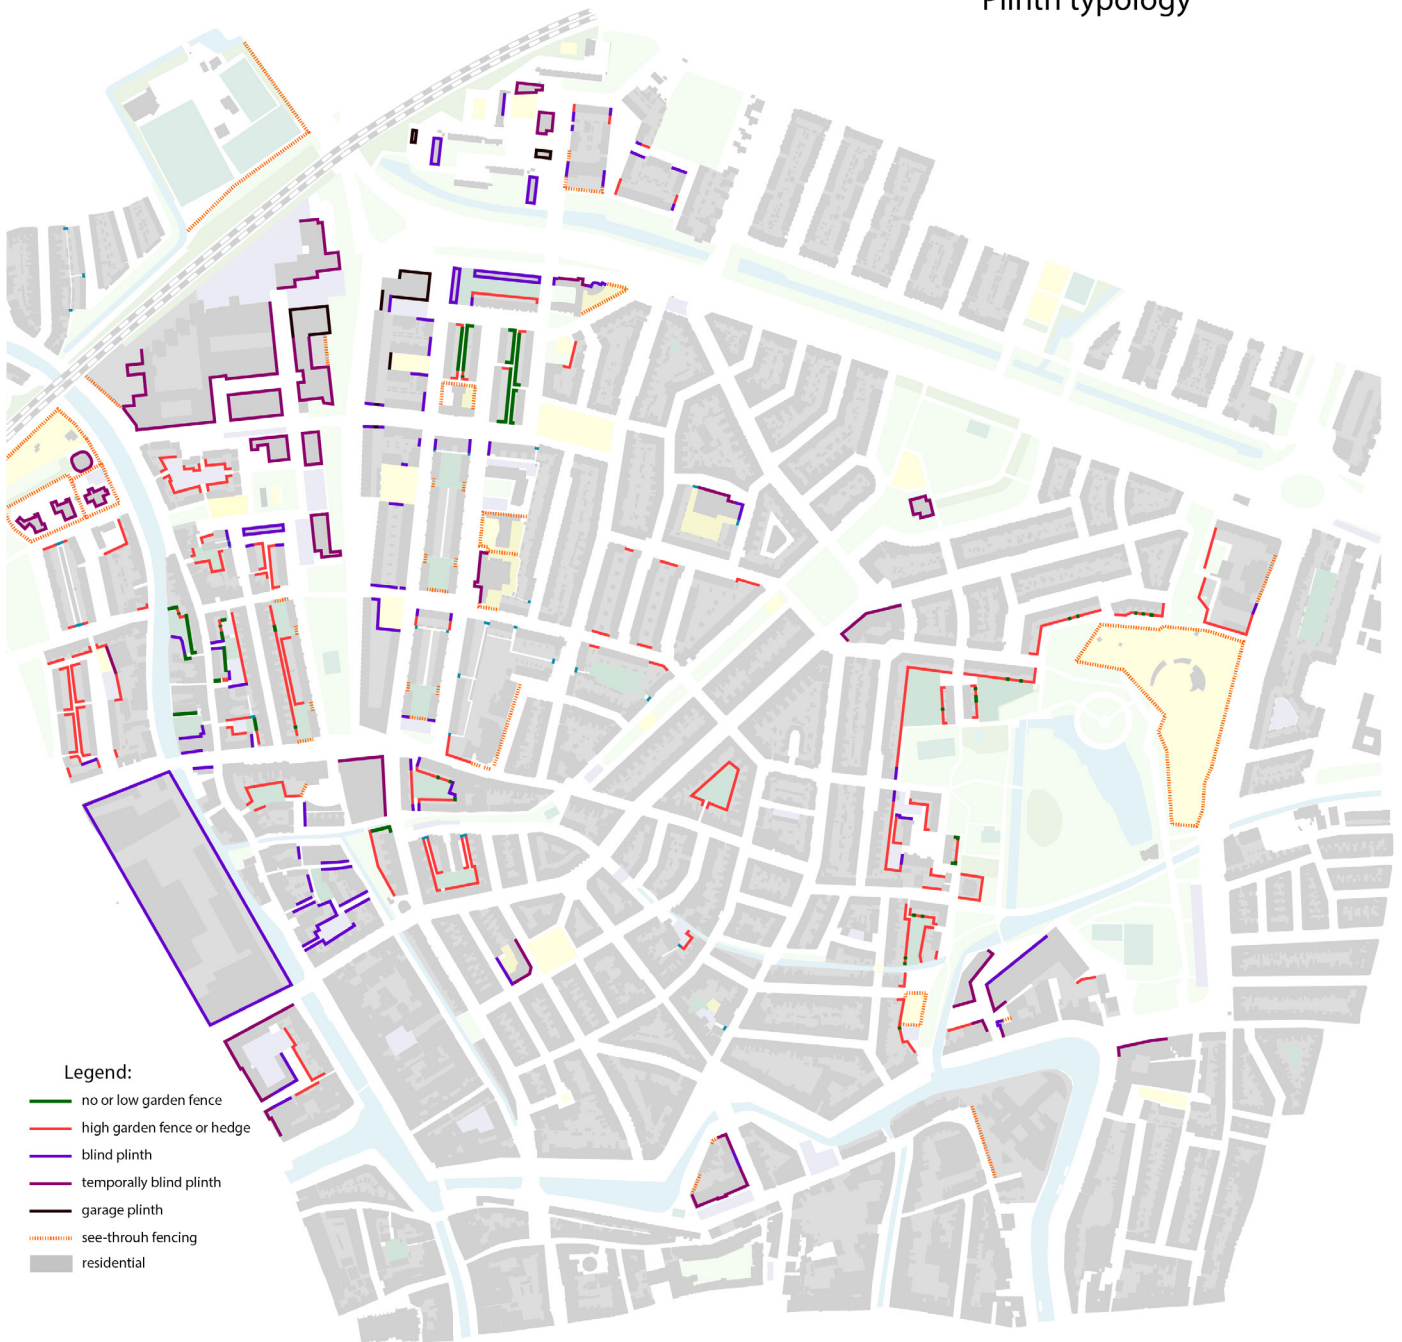 Plinth typology
Legend:
no or low garden fence
high garden fence or hedge
blind plinth
temporally blind plinth
garage plinth
see-throuh fencing
residential